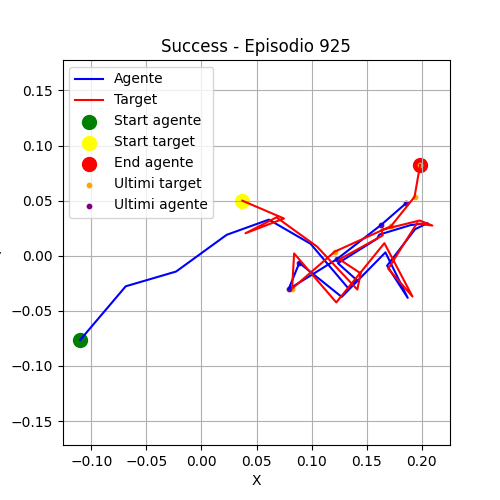 Success - Episodio 925
Agente
Target
Start agente
Start target
End agente
Ultimi target
Ultimi agente
0.15
0.10
0.05
0.00
−0.05
−0.10
−0.15
−0.10
−0.05
0.00
0.05
0.10
0.15
0.20
X